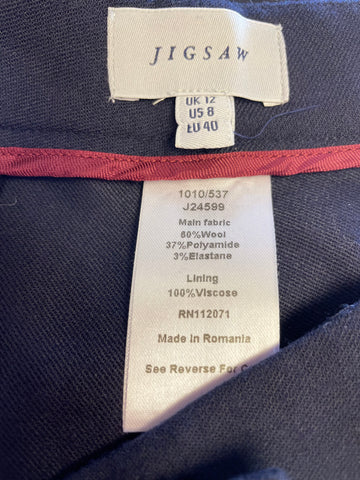 JIGSAW
UK 12
US 8
EU 40
1010/537
J24599
Main fabric
60%Wool
37%Polyamide
3%Elastane
Lining
100%Viscose
RN112071
Made in Romania
See Reverse For